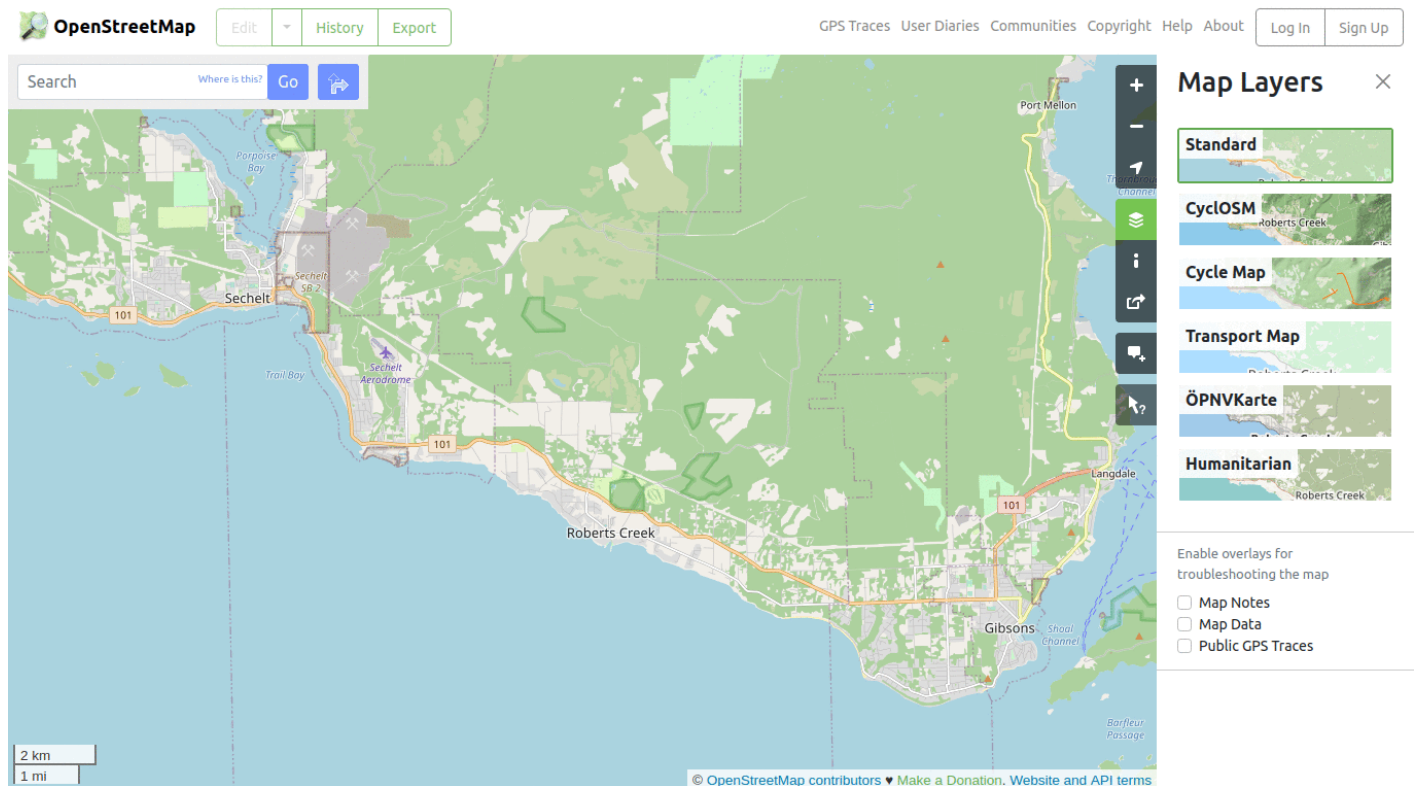 OpenStreetMap
Edit
History
Export
GPS Traces
User Diaries
Communities
Copyright
Help
About
Log In
Sign Up
Search
Where is this?
Go
Port Mellon
Porpoise
Bay
Channel
Sechelt
SB 2
Sechelt
101
Trail Bay
Sechelt
Aerodrome
101
Langdale
101
Roberts Creek
Gibsons
Shoal
Channel
Barfleur
Passage
2 km
1 mi
© OpenStreetMap contributors ♥ Make a Donation. Website and API terms
Map Layers
Standard
CyclOSM
Roberts Creek
Cycle Map
Transport Map
ÖPNVKarte
Humanitarian
Roberts Creek
Enable overlays for
troubleshooting the map
Map Notes
Map Data
Public GPS Traces